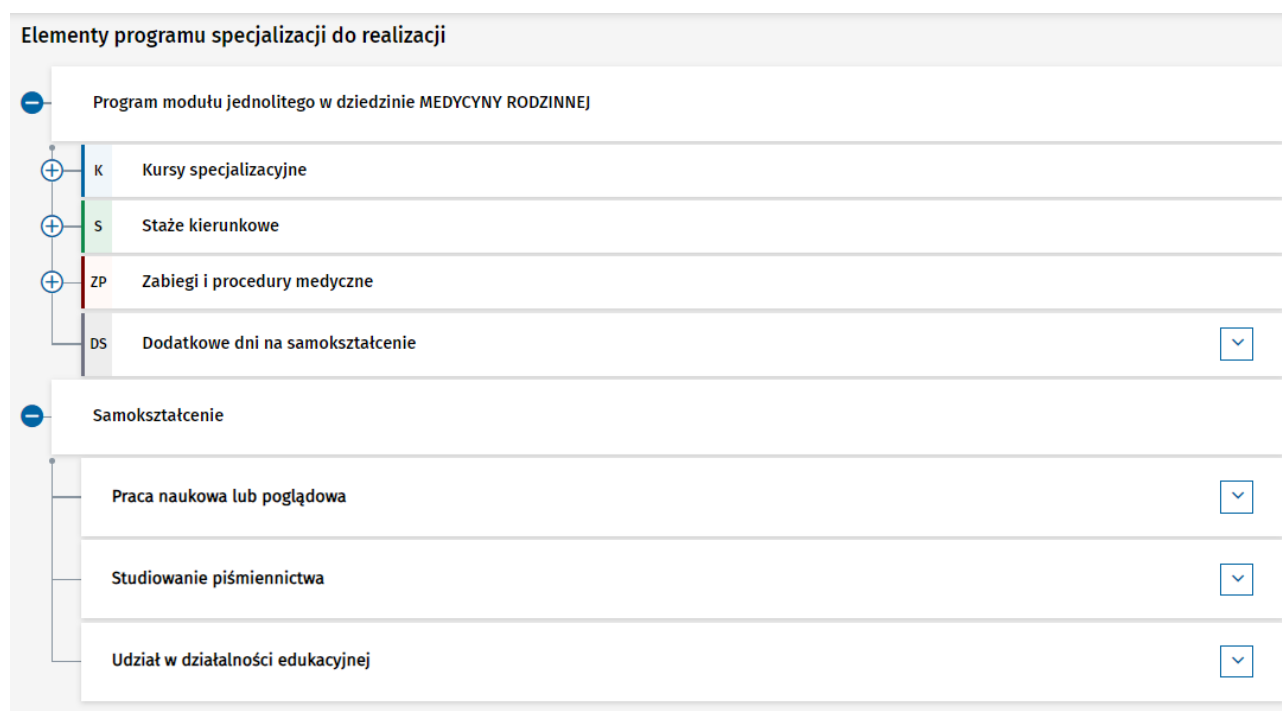 Elementy programu specjalizacji do realizacji
Program modułu jednolitego w dziedzinie MEDYCYNY RODZINNEJ
K Kursy specjalizacyjne
S Staże kierunkowe
ZP Zabiegi i procedury medyczne
DS Dodatkowe dni na samokształcenie
Samokształcenie
Praca naukowa lub poglądowa
Studiowanie piśmiennictwa
Udział w działalności edukacyjnej